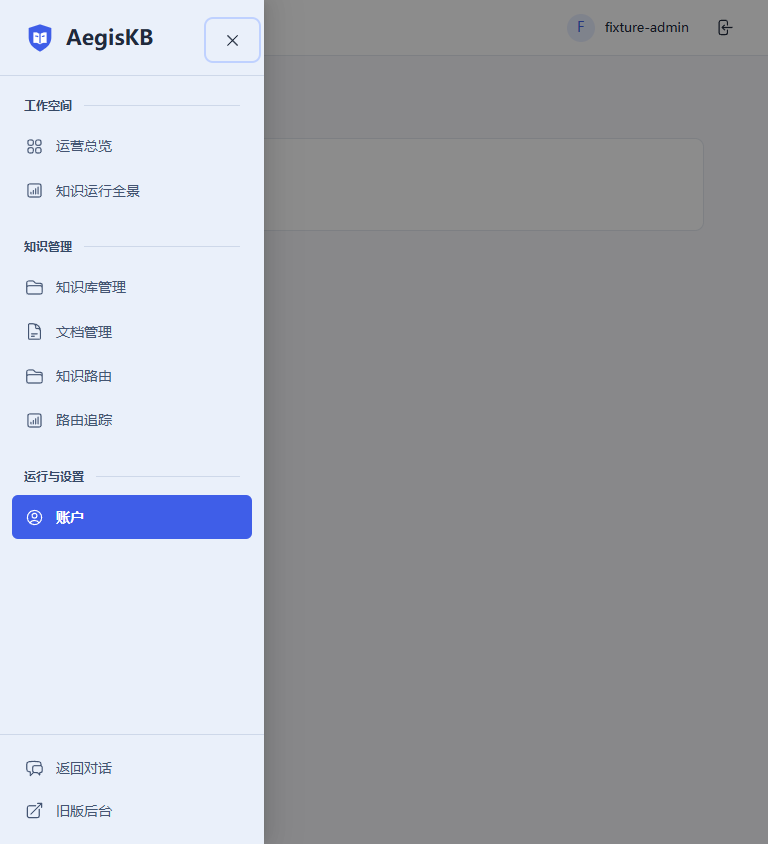 AegisKB
F fixture-admin
工作空间
运营总览
知识运行全景
知识管理
知识库管理
文档管理
知识路由
路由追踪
运行与设置
账户
返回对话
旧版后台